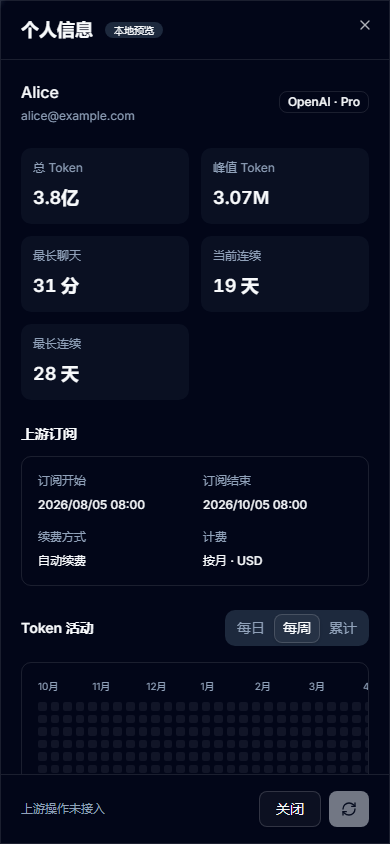 个人信息 本地预览
Alice
alice@example.com
OpenAI · Pro
总 Token
3.8亿
峰值 Token
3.07M
最长聊天
31 分
当前连续
19 天
最长连续
28 天
上游订阅
订阅开始
2026/08/05 08:00
订阅结束
2026/10/05 08:00
续费方式
自动续费
计费
按月 · USD
Token 活动
每日 每周 累计
10月 11月 12月 1月 2月 3月 4
上游操作未接入
关闭